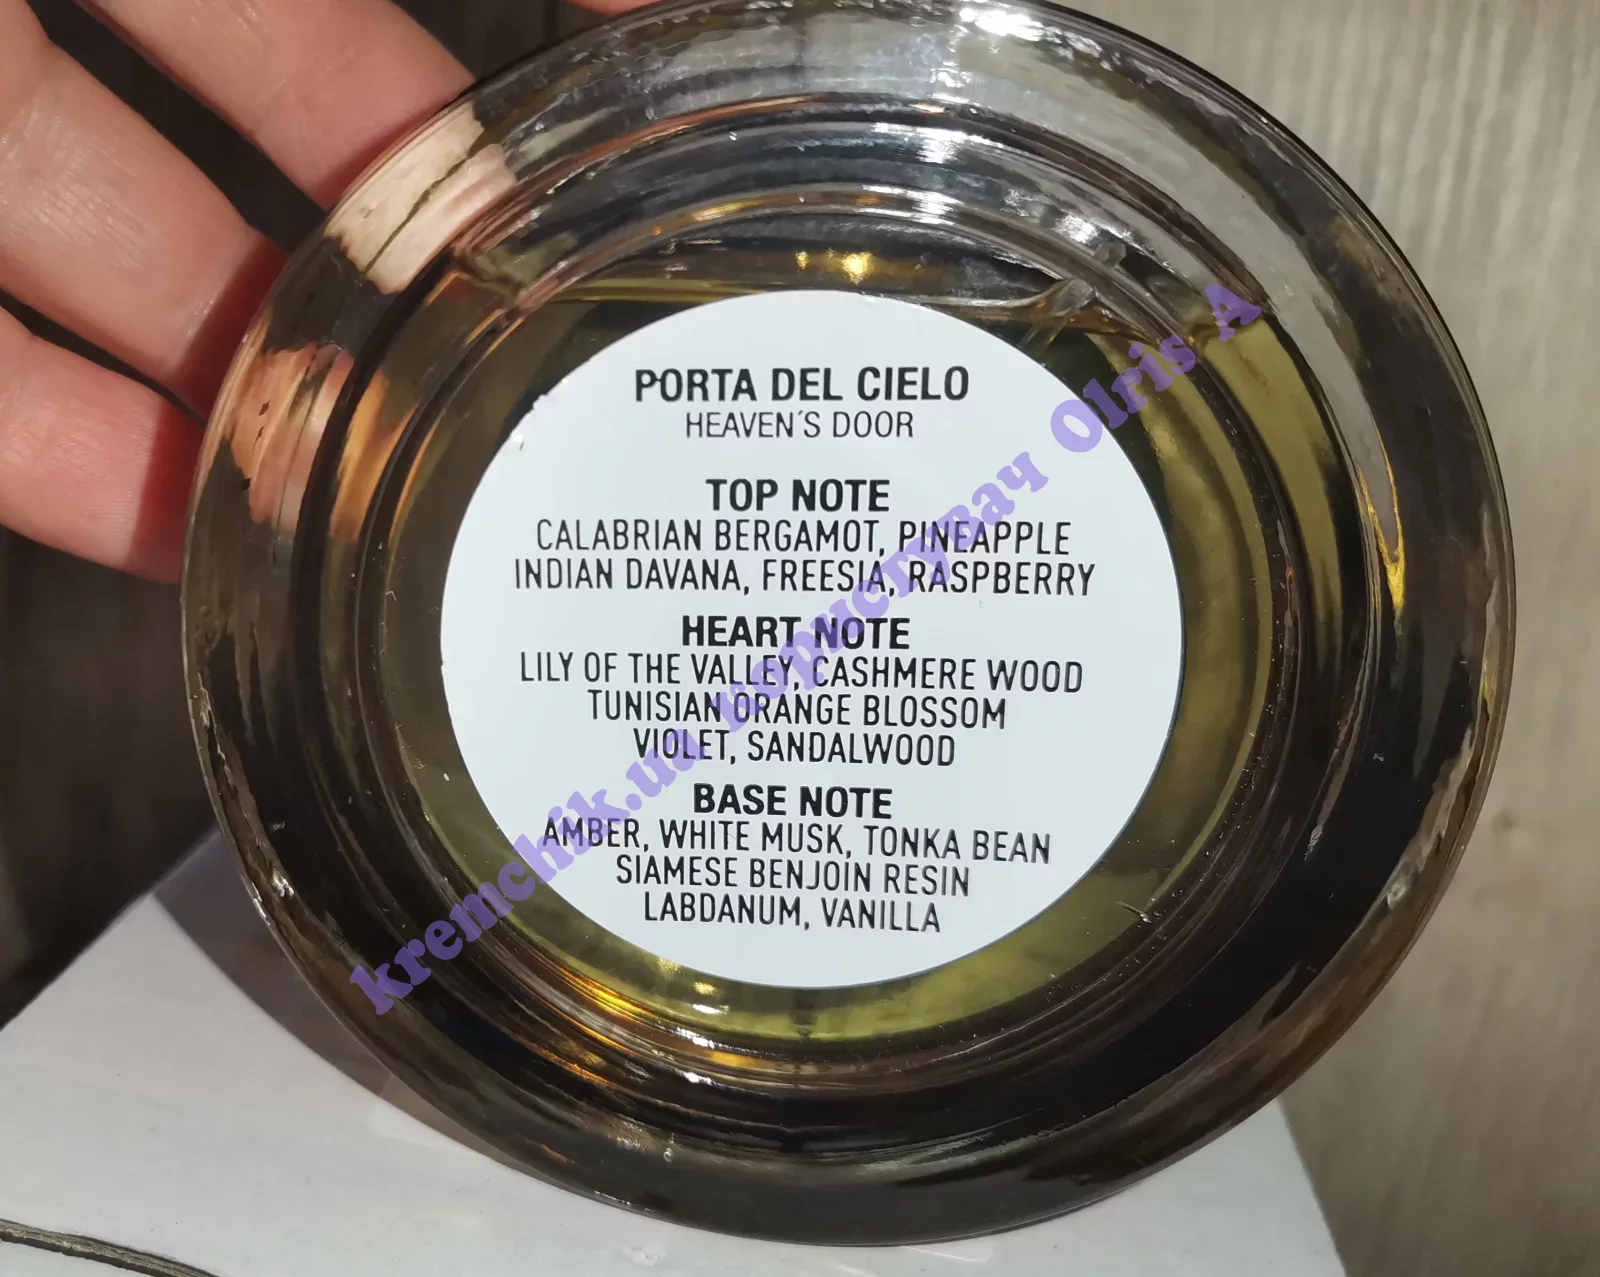 PORTA DEL CIELO
HEAVEN´S DOOR
TOP NOTE
CALABRIAN BERGAMOT, PINEAPPLE
INDIAN DAVANA, FREESIA, RASPBERRY
HEART NOTE
LILY OF THE VALLEY, CASHMERE WOOD
TUNISIAN ORANGE BLOSSOM
VIOLET, SANDALWOOD
BASE NOTE
AMBER, WHITE MUSK, TONKA BEAN
SIAMESE BENJOIN RESIN
LABDANUM, VANILLA
kremchik.ua користувач Olris A